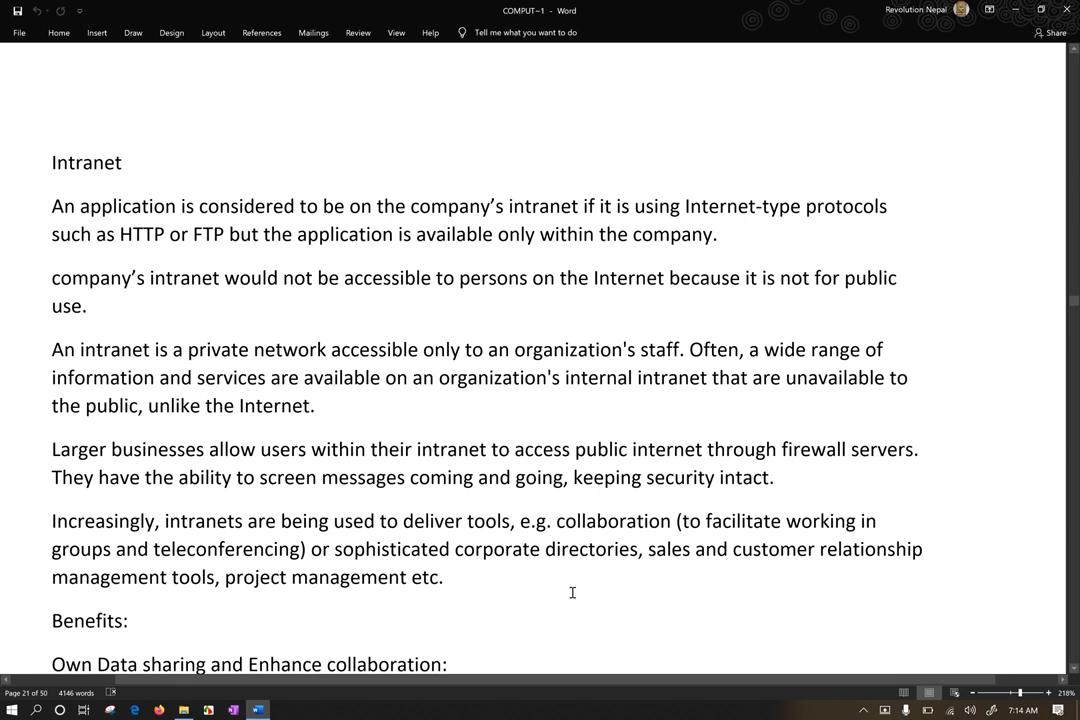 COMPUT~1 - Word
Revolution Nepal
File Home Insert Draw Design Layout References Mailings Review View Help Tell me what you want to do Share
Intranet
An application is considered to be on the company’s intranet if it is using Internet-type protocols
such as HTTP or FTP but the application is available only within the company.
company’s intranet would not be accessible to persons on the Internet because it is not for public
use.
An intranet is a private network accessible only to an organization's staff. Often, a wide range of
information and services are available on an organization's internal intranet that are unavailable to
the public, unlike the Internet.
Larger businesses allow users within their intranet to access public internet through firewall servers.
They have the ability to screen messages coming and going, keeping security intact.
Increasingly, intranets are being used to deliver tools, e.g. collaboration (to facilitate working in
groups and teleconferencing) or sophisticated corporate directories, sales and customer relationship
management tools, project management etc.
Benefits:
Own Data sharing and Enhance collaboration:
Page 21 of 50 4146 words 218%
7:14 AM